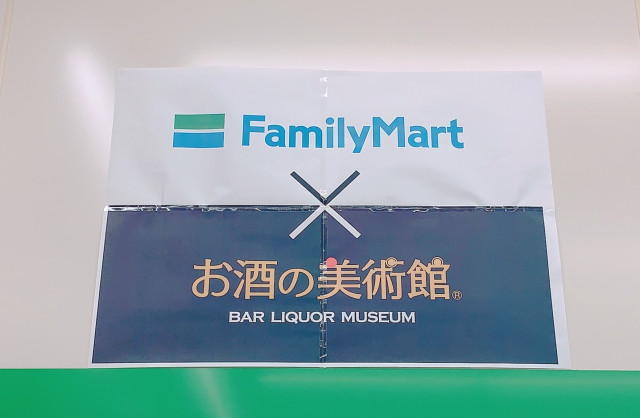 FamilyMart
×
お酒の美術館®
BAR LIQUOR MUSEUM